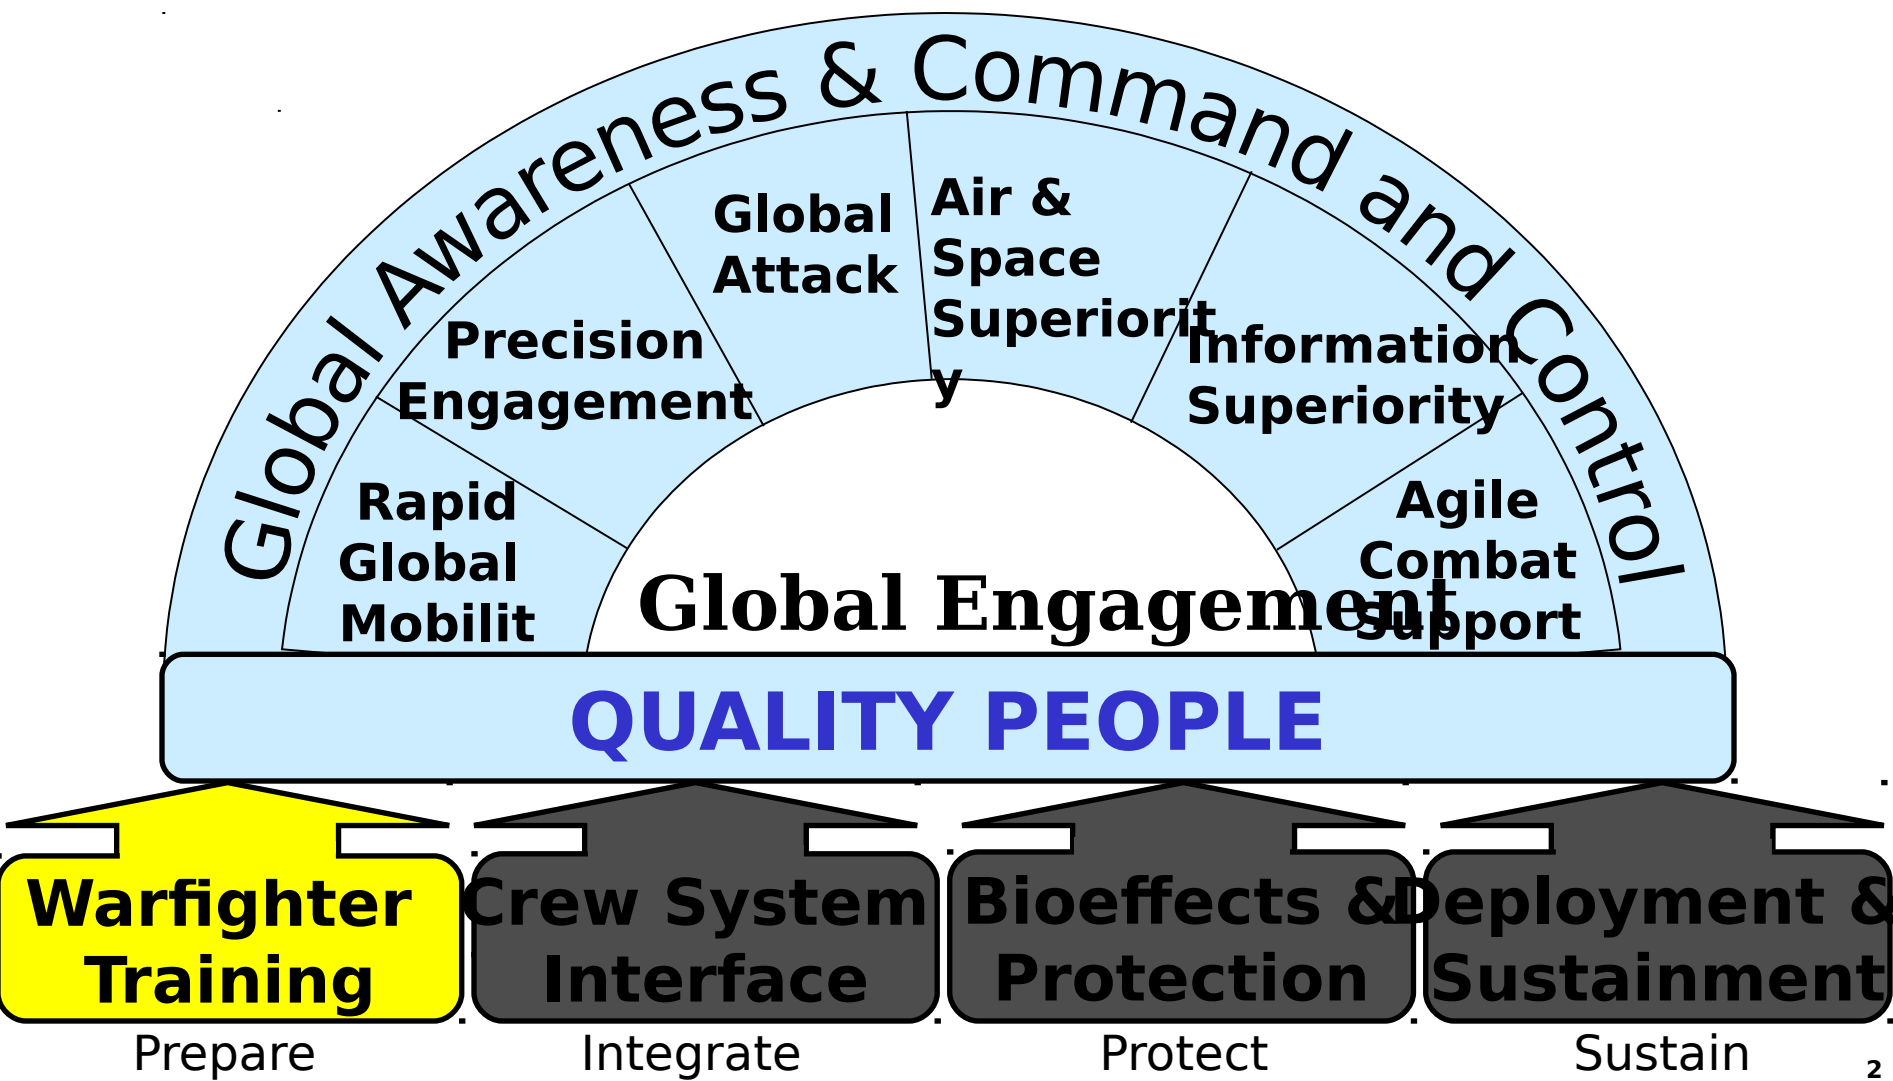 Global Awareness & Command and Control
Global
Attack
Air &
Space
Superiorit
y
Precision
Engagement
Information
Superiority
Rapid
Global
Mobilit
Agile
Combat
Support
Global Engagement
QUALITY PEOPLE
Warfighter
Training
Crew System
Interface
Bioeffects &
Protection
Deployment &
Sustainment
Prepare
Integrate
Protect
Sustain
2